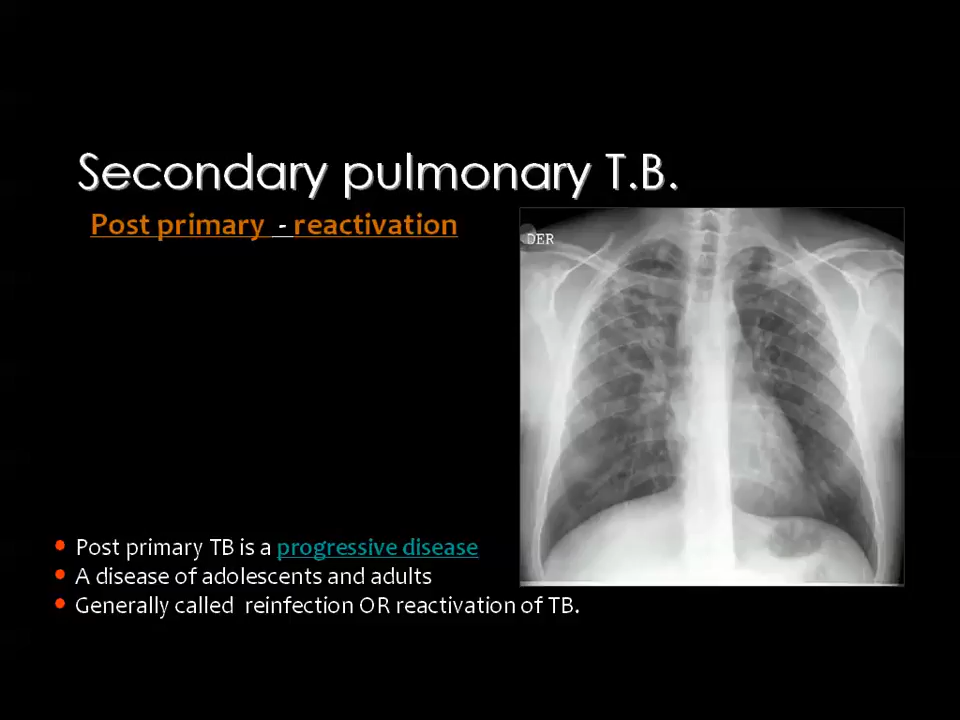 Secondary pulmonary T.B.
Post primary - reactivation
DER
• Post primary TB is a progressive disease
• A disease of adolescents and adults
• Generally called reinfection OR reactivation of TB.